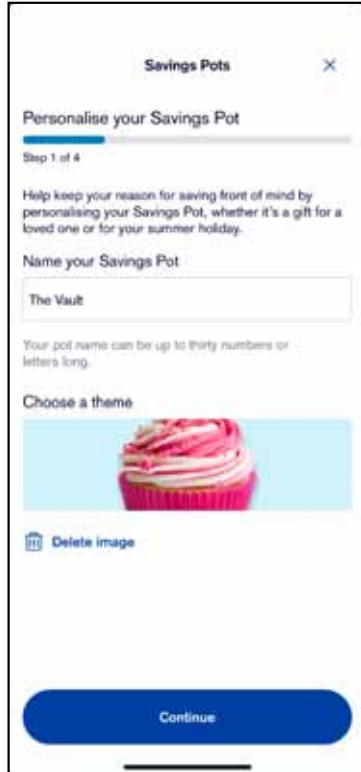 Savings Pots
Personalise your Savings Pot
Step 1 of 4
Help keep your reason for saving front of mind by
personalising your Savings Pot, whether it's a gift for a
loved one or for your summer holiday.
Name your Savings Pot
The Vault
Your pot name can be up to thirty numbers or
letters long.
Choose a theme
Delete image
Continue